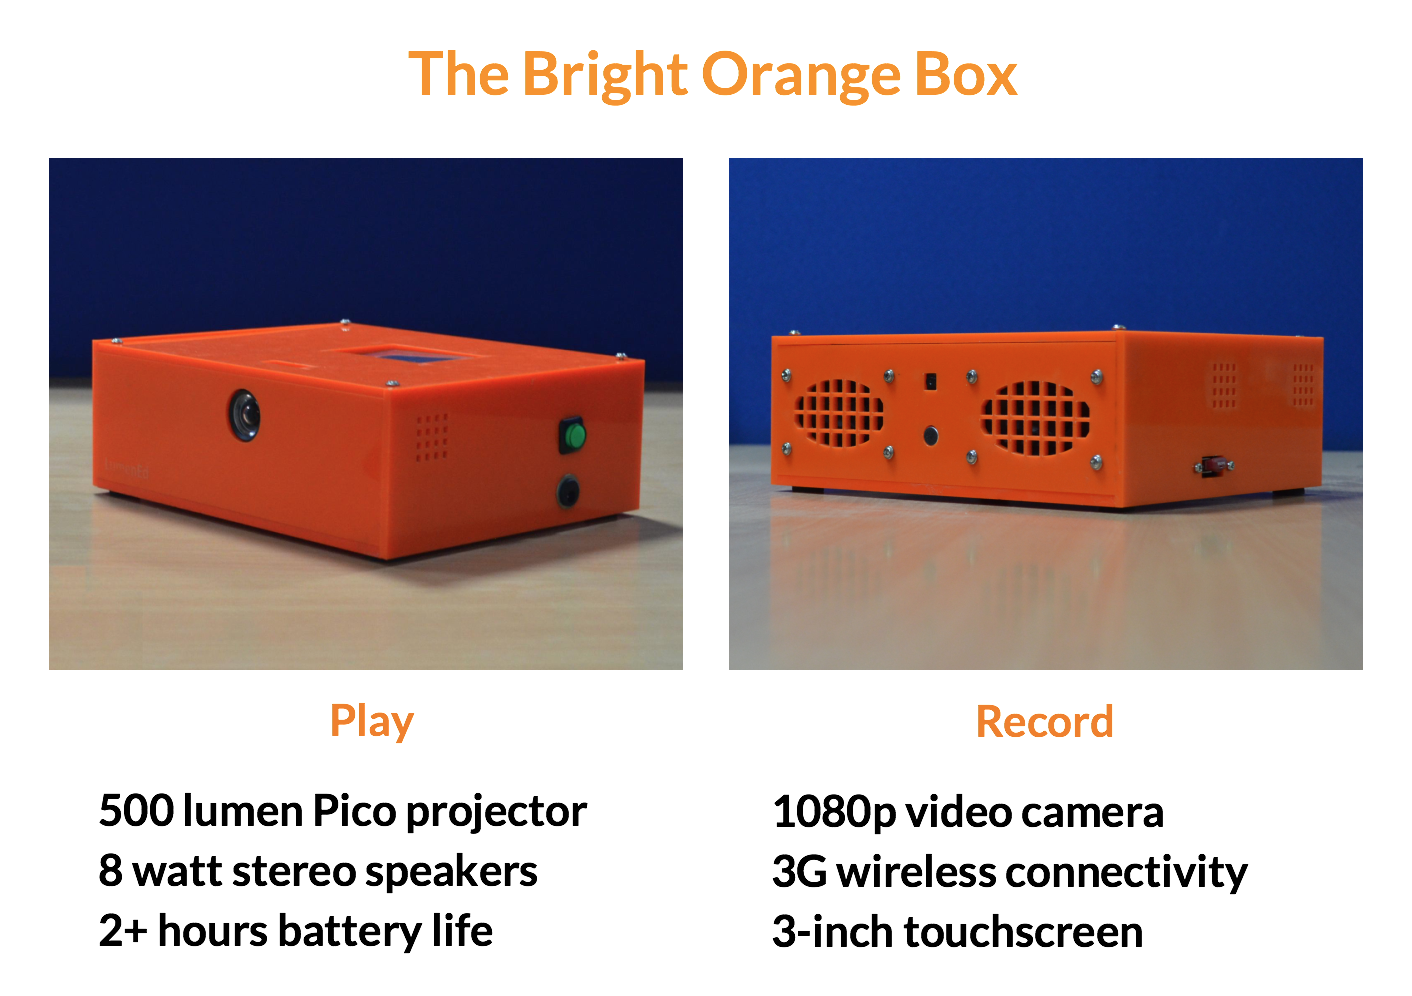 The Bright Orange Box
Play
500 lumen Pico projector
8 watt stereo speakers
2+ hours battery life
Record
1080p video camera
3G wireless connectivity
3-inch touchscreen